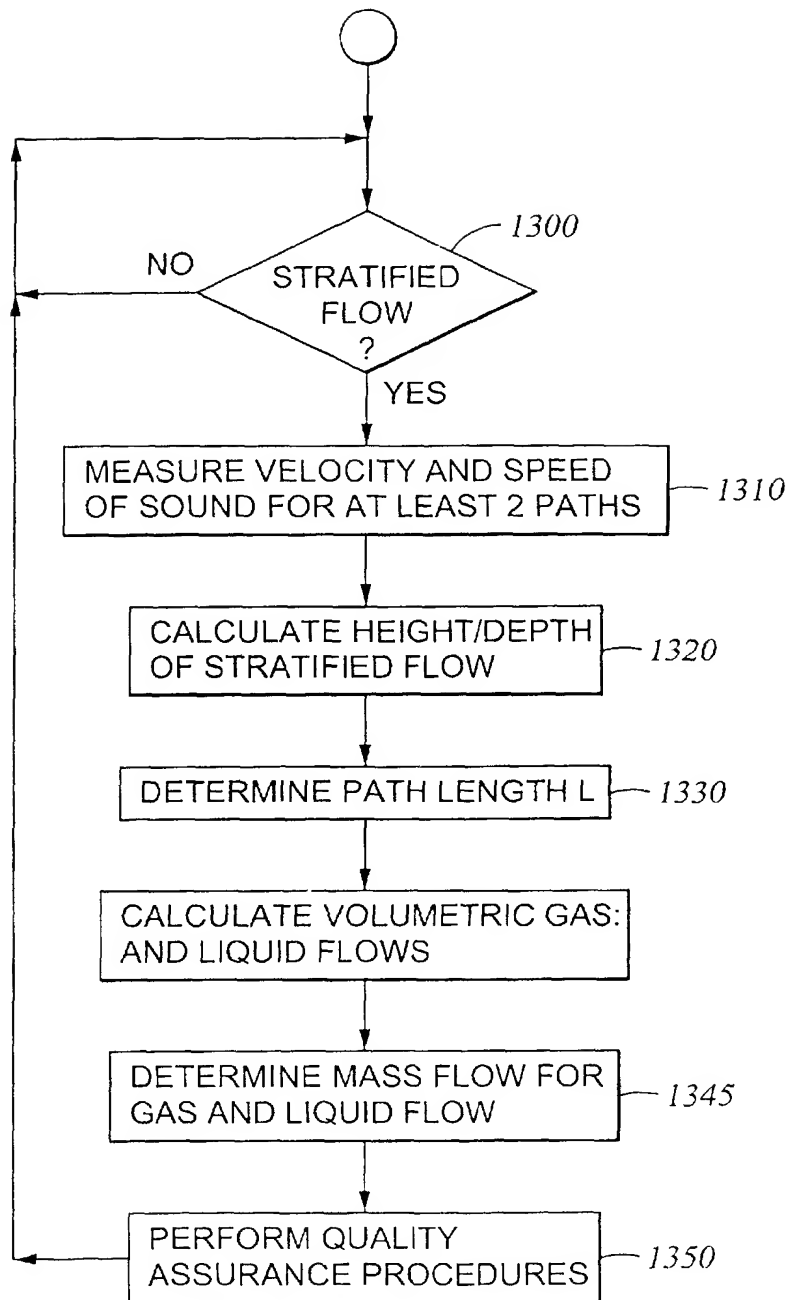 1300
NO
STRATIFIED
FLOW
?
YES
MEASURE VELOCITY AND SPEED
OF SOUND FOR AT LEAST 2 PATHS
1310
CALCULATE HEIGHT/DEPTH
OF STRATIFIED FLOW
1320
DETERMINE PATH LENGTH L
1330
CALCULATE VOLUMETRIC GAS:
AND LIQUID FLOWS
DETERMINE MASS FLOW FOR
GAS AND LIQUID FLOW
1345
PERFORM QUALITY
ASSURANCE PROCEDURES
1350